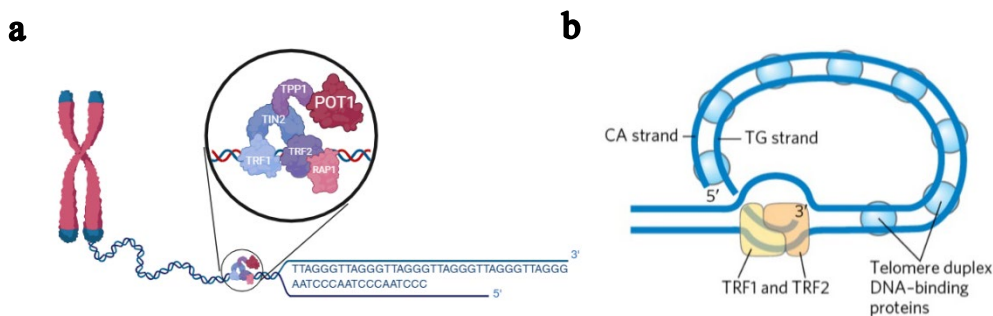 a
TPP1
POT1
TIN2
TRF1
TRF2
RAP1
3'
TTAGGGTTAGGGTTAGGGTTAGGGTTAGGGTTAGGG
AATCCCAATCCCAATCCC
5'
b
CA strand
TG strand
5′
3′
TRF1 and TRF2
Telomere duplex
DNA–binding
proteins